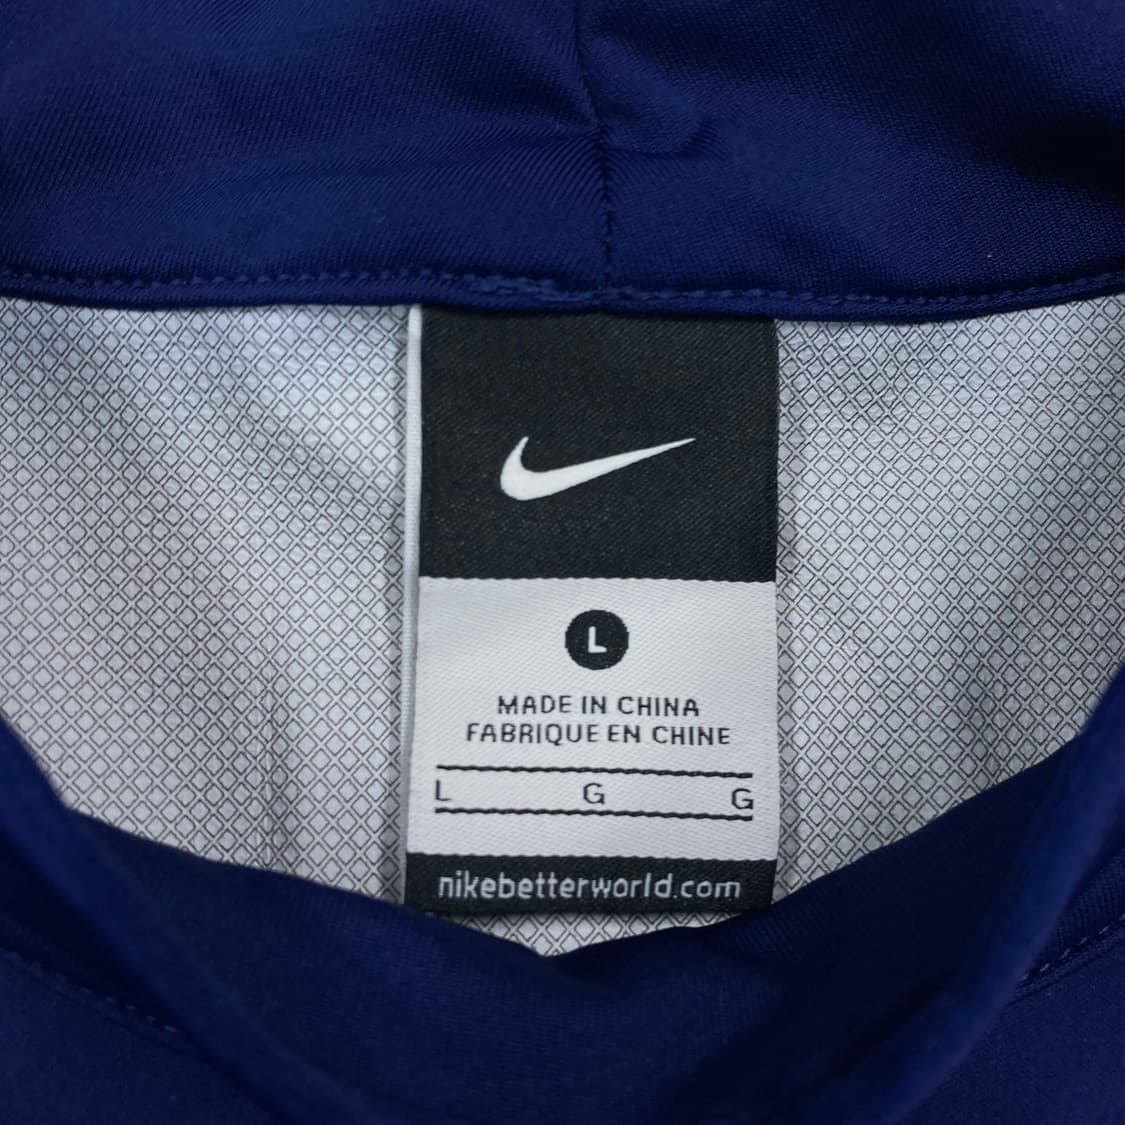 L
MADE IN CHINA
FABRIQUE EN CHINE
L G G
nikebetterworld.com